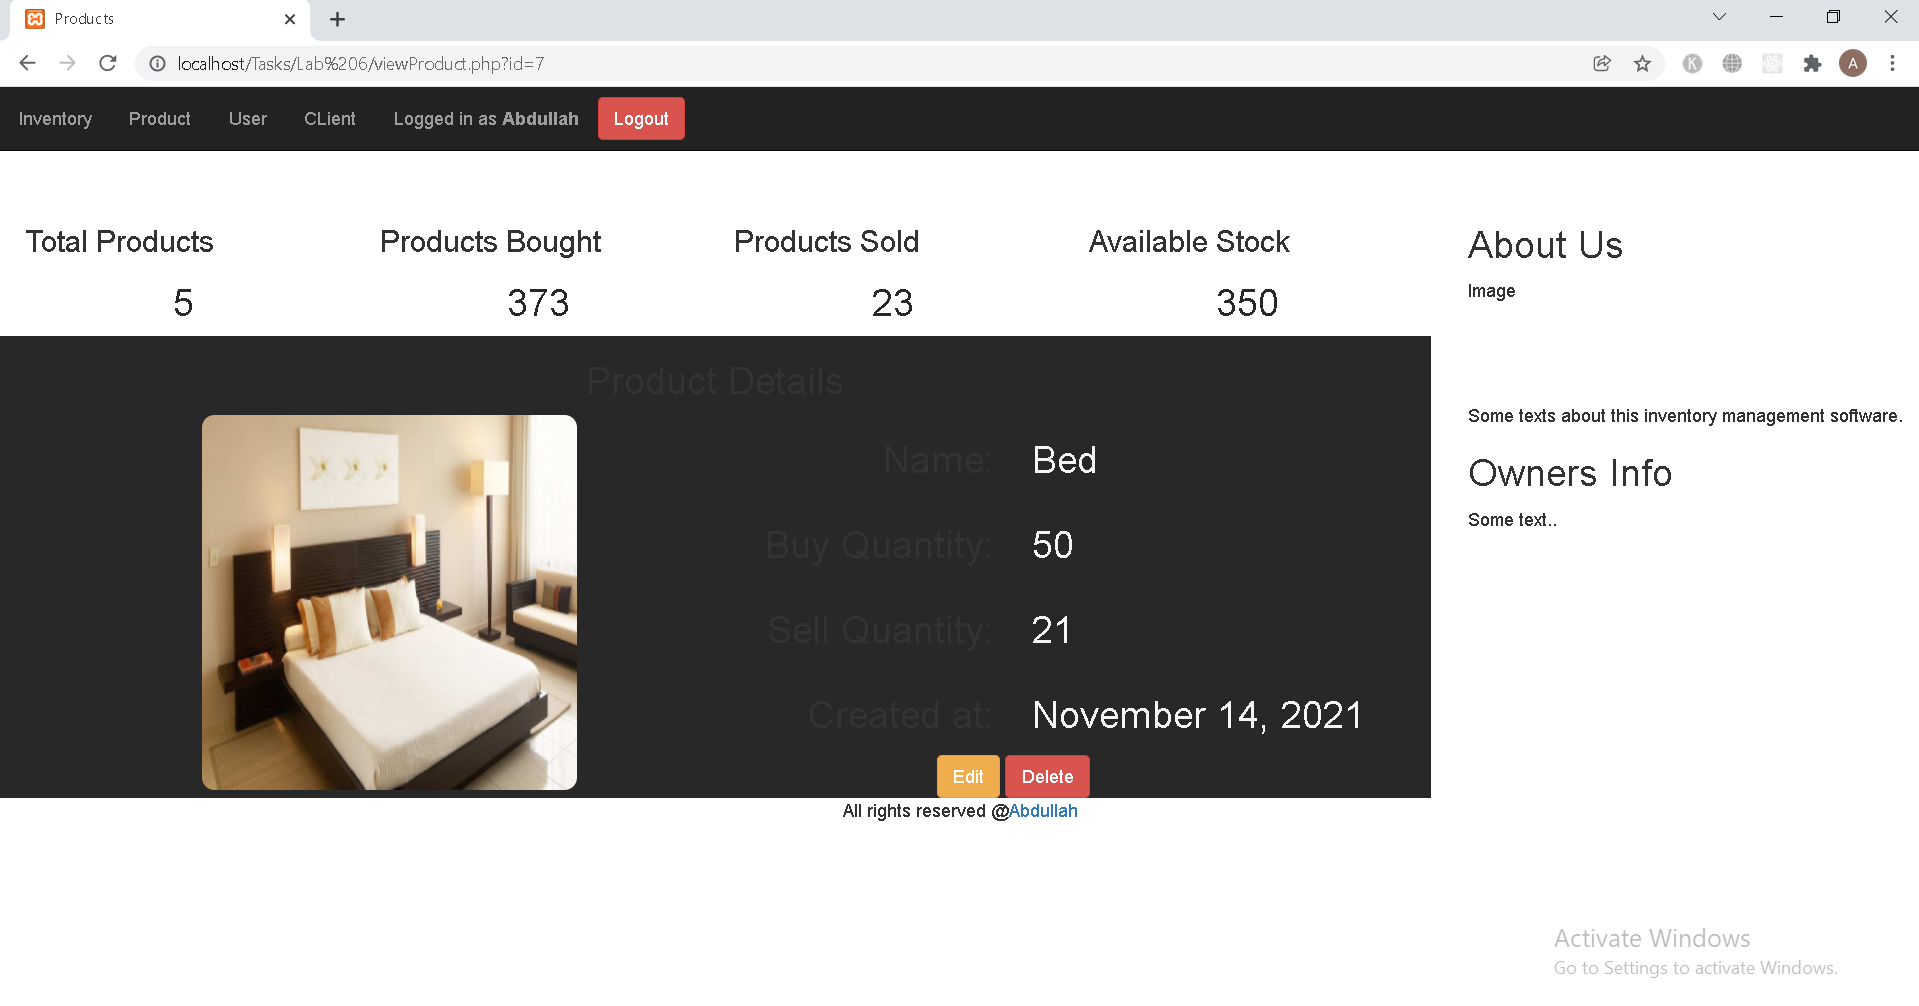 Products
localhost/Tasks/Lab%206/viewProduct.php?id=7
A
Inventory Product User CLient Logged in as Abdullah Logout
Total Products Products Bought Products Sold Available Stock
5 373 23 350
Product Details
Name: Bed
Buy Quantity: 50
Sell Quantity: 21
Created at: November 14, 2021
Edit Delete
About Us
Image
Some texts about this inventory management software.
Owners Info
Some text..
All rights reserved @Abdullah
Activate Windows
Go to Settings to activate Windows.